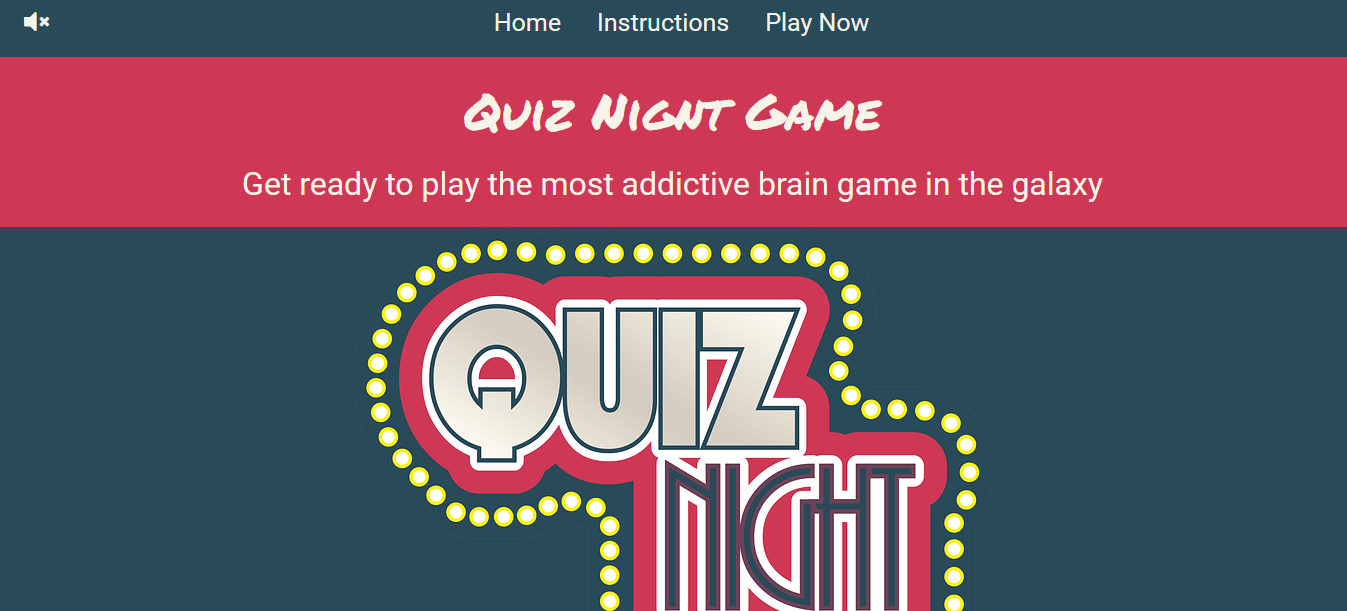 Home Instructions Play Now
Quiz Nignt Game
Get ready to play the most addictive brain game in the galaxy
QUIZ
NIGHT